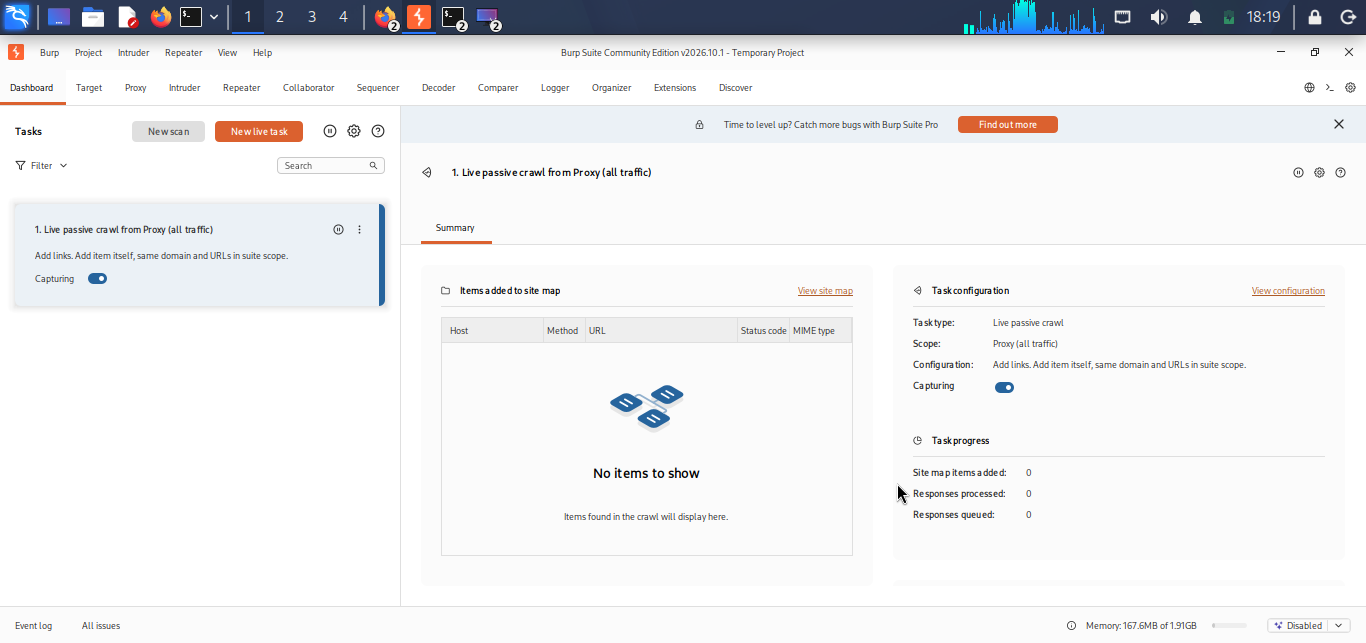 1 2 3 4 2 2 2 18:19
Burp Project Intruder Repeater View Help Burp Suite Community Edition v2026.10.1 - Temporary Project
Dashboard Target Proxy Intruder Repeater Collaborator Sequencer Decoder Comparer Logger Organizer Extensions Discover
Tasks New scan New live task
Time to level up? Catch more bugs with Burp Suite Pro Find out more
Filter Search
1. Live passive crawl from Proxy (all traffic)
Add links. Add item itself, same domain and URLs in suite scope.
Capturing
1. Live passive crawl from Proxy (all traffic)
Summary
Items added to site map View site map
Host Method URL Status code MIME type
No items to show
Items found in the crawl will display here.
Task configuration View configuration
Task type: Live passive crawl
Scope: Proxy (all traffic)
Configuration: Add links. Add item itself, same domain and URLs in suite scope.
Capturing
Task progress
Site map items added: 0
Responses processed: 0
Responses queued: 0
Event log All issues Memory: 167.6MB of 1.91GB Disabled